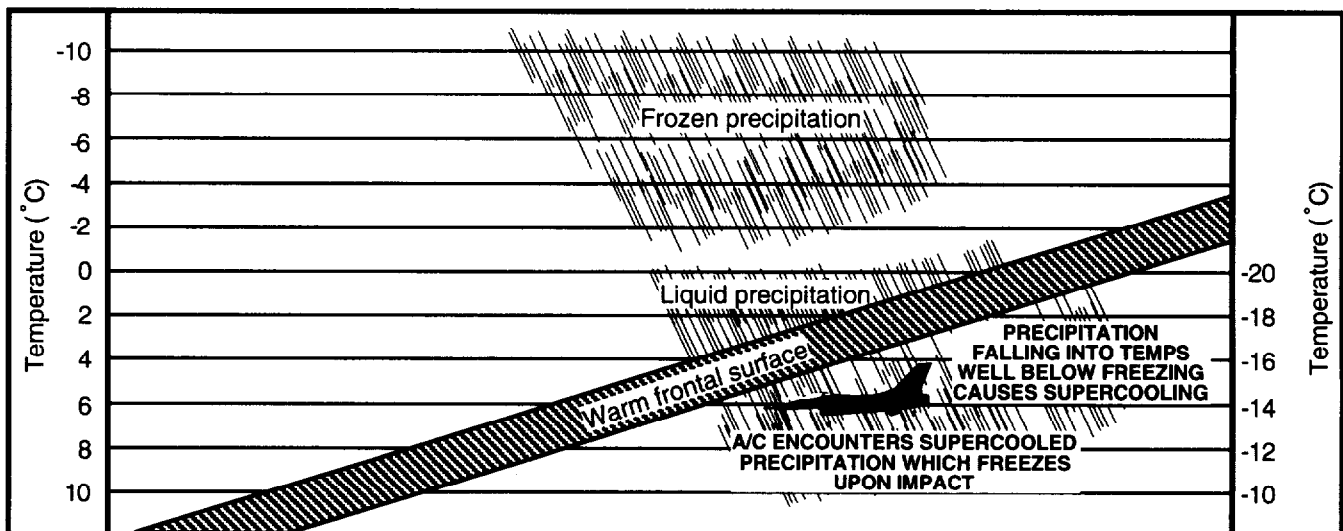 Temperature (˚C)
-10
-8
-6
-4
-2
0
2
4
6
8
10
Frozen precipitation
Liquid precipitation
Warm frontal surface
PRECIPITATION
FALLING INTO TEMPS
WELL BELOW FREEZING
CAUSES SUPERCOOLING
A/C ENCOUNTERS SUPERCOOLED
PRECIPITATION WHICH FREEZES
UPON IMPACT
-20
-18
-16
-14
-12
-10
Temperature (˚C)